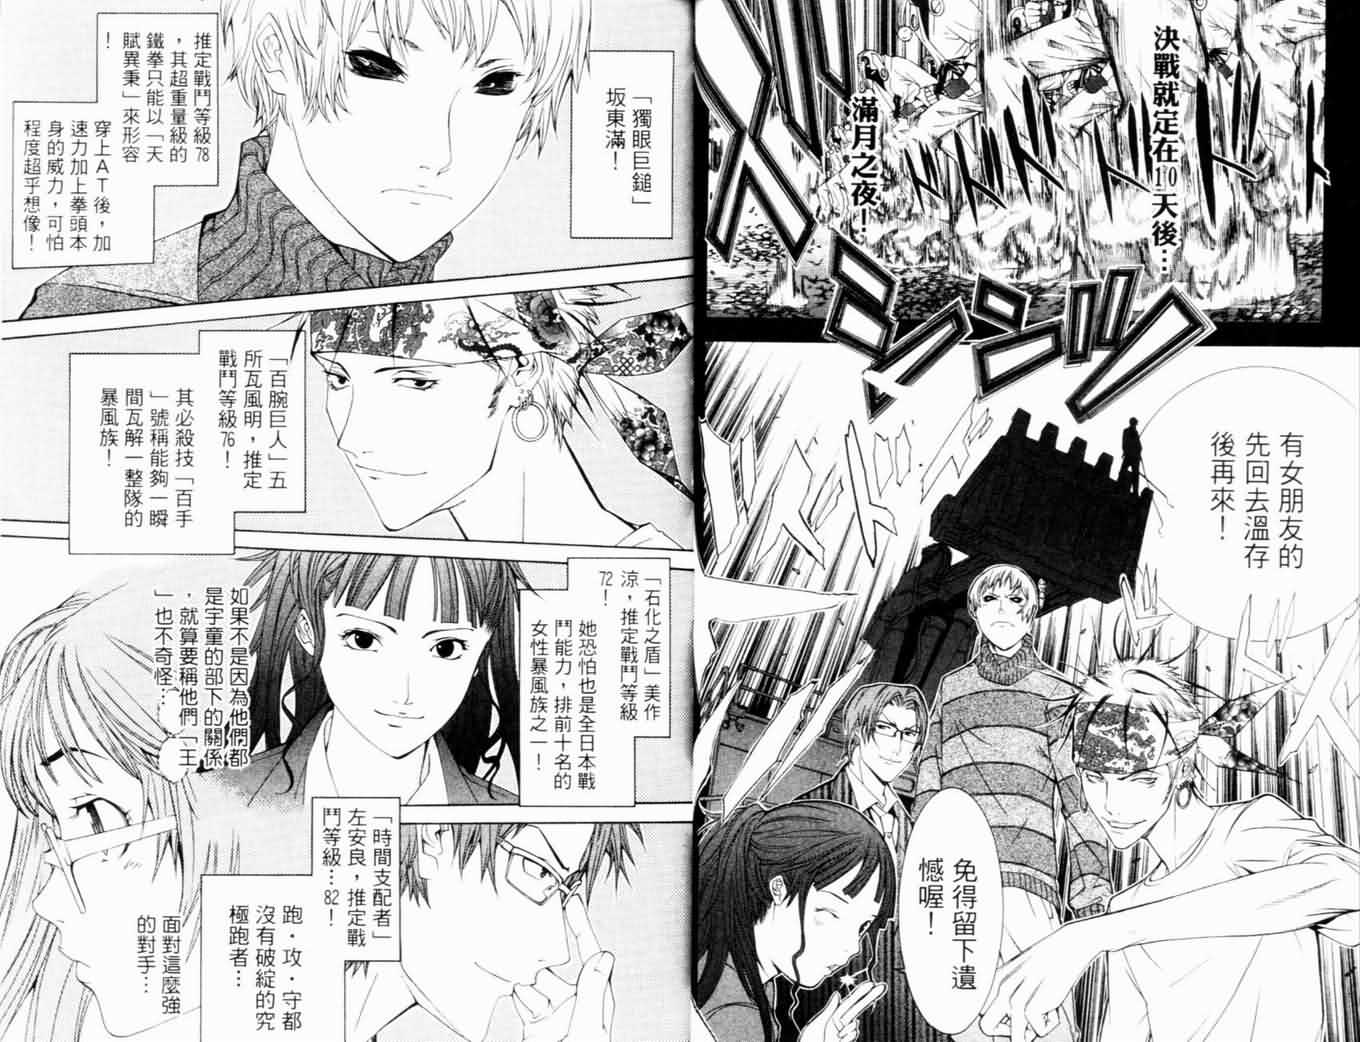 決戰就定在10天後…
滿月之夜！
ズズ
ミシッ
有女朋友的
先回去溫存
後再來！
免得留下遺
憾喔！
「獨眼巨鎚」
坂東滿！
推定戰鬥等級78
，其超重量級的
鐵拳只能以「天
賦異秉」來形容
！
穿上AT後，加
速力加上拳頭本
身的威力，可怕
程度超乎想像！
「百腕巨人」五
所瓦風明，推定
戰鬥等級76！
其必殺技「百手
」號稱能夠一瞬
間瓦解一整隊的
暴風族！
「石化之盾」美作
涼，推定戰鬥等級
72！
她恐怕也是全日本戰
鬥能力，排前十名的
女性暴風族之一！
如果不是因為他們都
是宇童的部下的關係
，就算要稱他們「王
」也不奇怪…
「時間支配者」
左安良，推定戰
鬥等級…82！
跑·攻·守都
沒有破綻的究
極跑者…
面對這麼強
的對手…